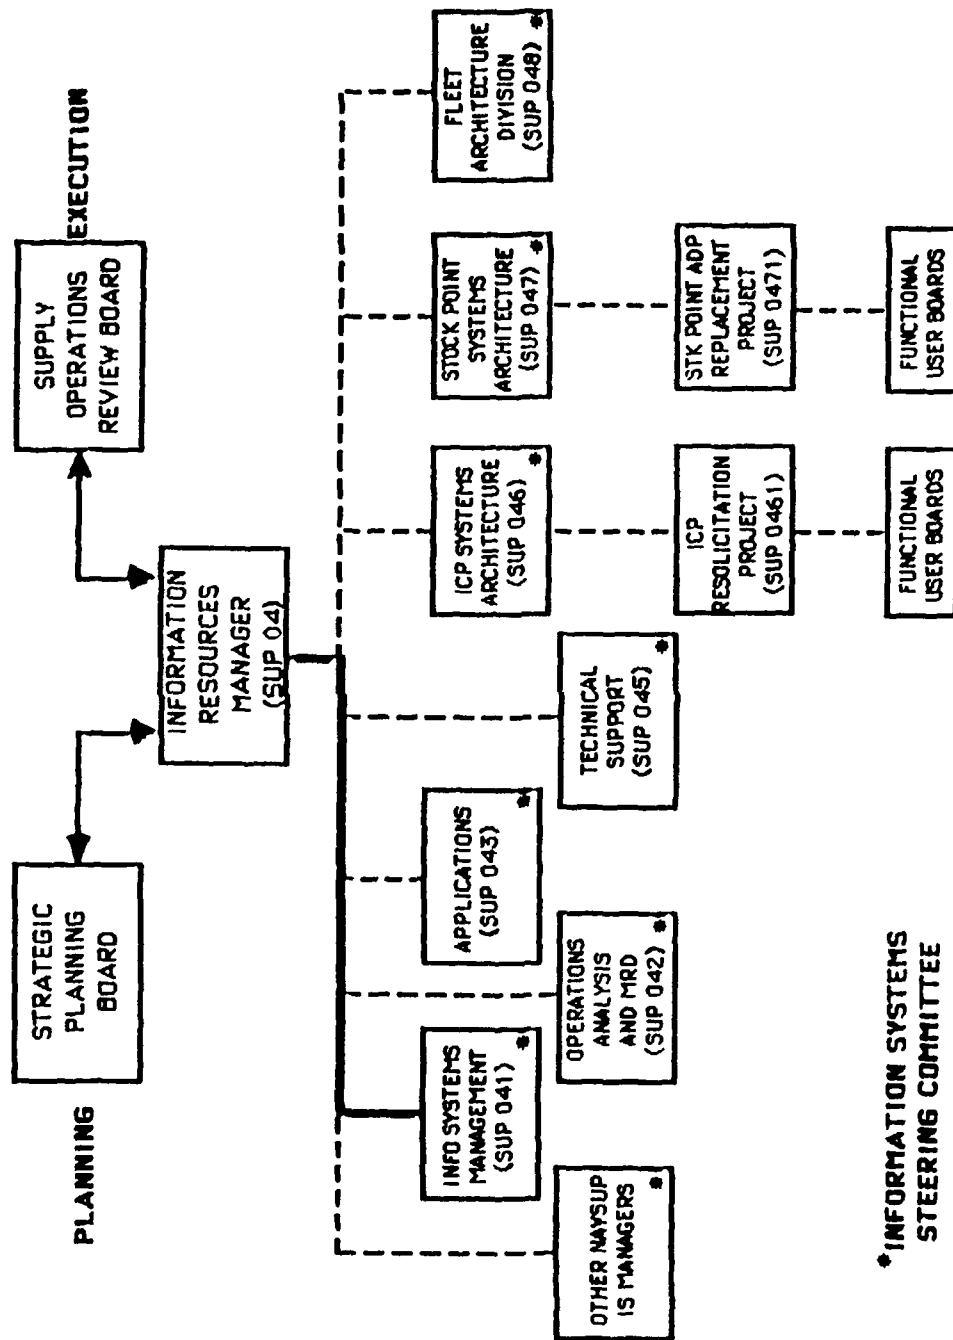 PLANNING
EXECUTION
STRATEGIC
PLANNING
BOARD
SUPPLY
OPERATIONS
REVIEW BOARD
INFORMATION
RESOURCES
MANAGER
(SUP 04)
OTHER NAYSUP
IS MANAGERS
*
INFO SYSTEMS
MANAGEMENT
(SUP 041)
*
OPERATIONS
ANALYSIS
AND MRD
(SUP 042)
*
APPLICATIONS
(SUP 043)
*
TECHNICAL
SUPPORT
(SUP 045)
*
ICP SYSTEMS
ARCHITECTURE
(SUP 046)
*
STOCK POINT
SYSTEMS
ARCHITECTURE
(SUP 047)
*
FLEET
ARCHITECTURE
DIVISION
(SUP 048)
*
ICP
RESOLICITATION
PROJECT
(SUP 0461)
STK POINT ADP
REPLACEMENT
PROJECT
(SUP 0471)
FUNCTIONAL
USER BOARDS
FUNCTIONAL
USER BOARDS
*INFORMATION SYSTEMS
STEERING COMMITTEE